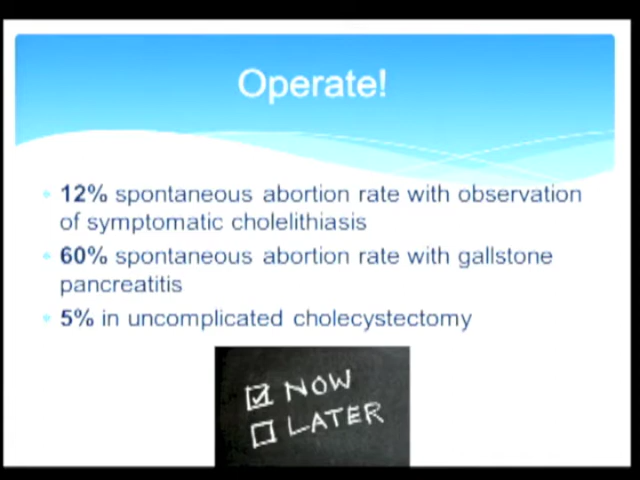 Operate!
12% spontaneous abortion rate with observation
of symptomatic cholelithiasis
60% spontaneous abortion rate with gallstone
pancreatitis
5% in uncomplicated cholecystectomy
NOW
LATER